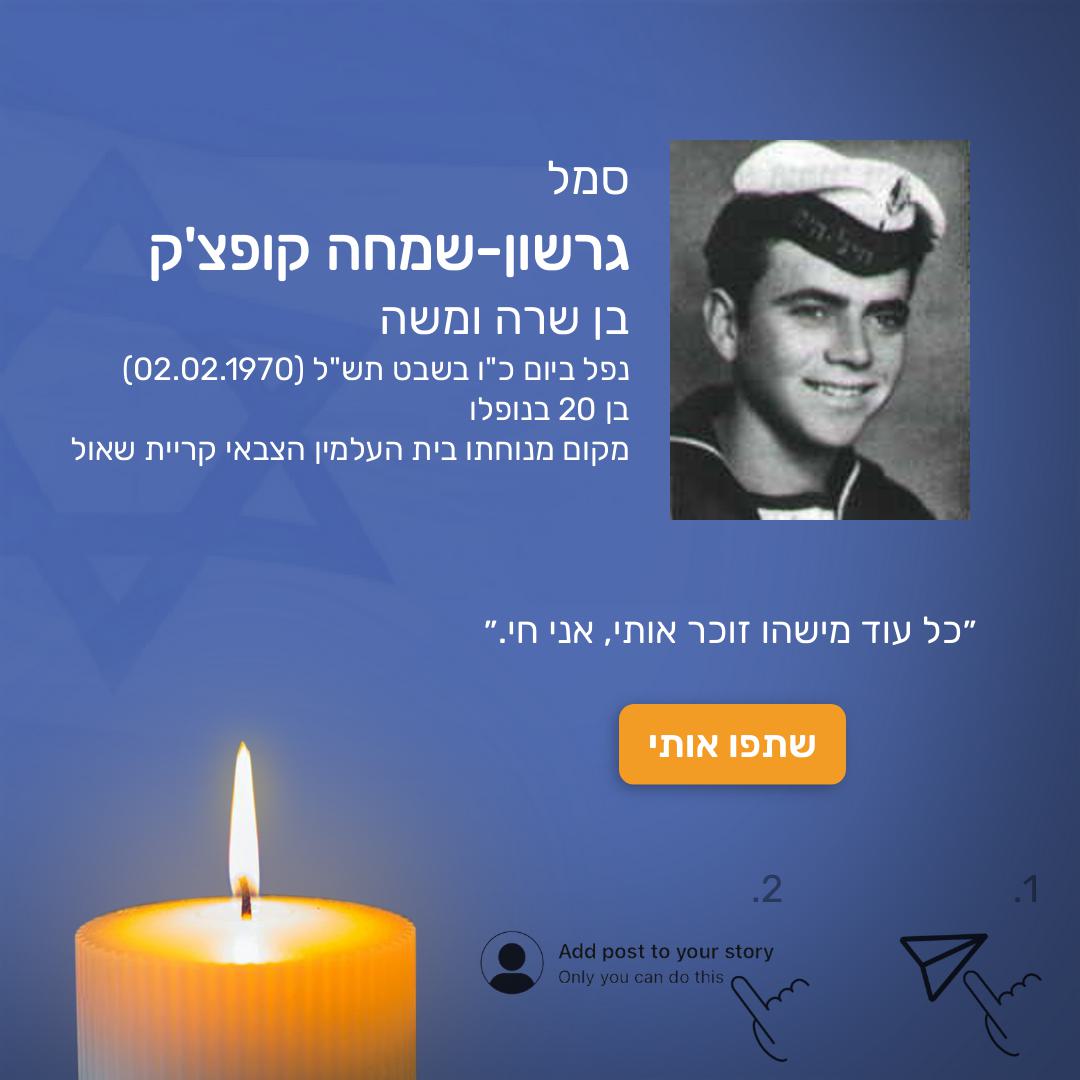 סמל
גרשון-שמחה קופצ'ק
בן שרה ומשה
נפל ביום כ"ו בשבט תש"ל (02.02.1970)
בן 20 בנופלו
מקום מנוחתו בית העלמין הצבאי קריית שאול
״כל עוד מישהו זוכר אותי, אני חי.״
שתפו אותי
.1
.2
Add post to your story
Only you can do this